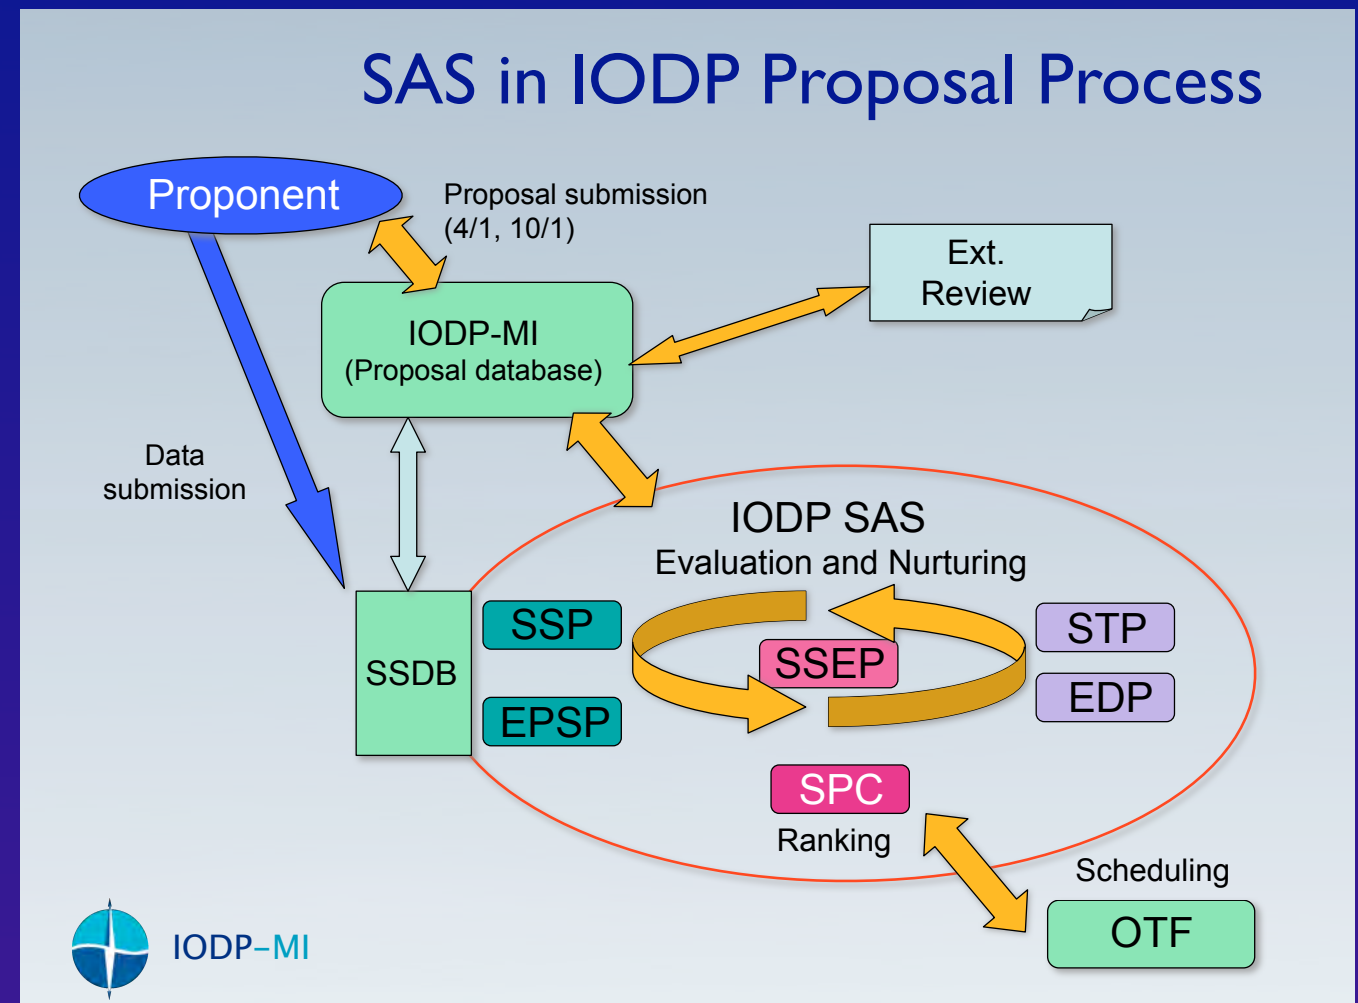 SAS in IODP Proposal Process
Proponent
Proposal submission
(4/1, 10/1)
Ext.
Review
IODP-MI
(Proposal database)
Data
submission
IODP SAS
Evaluation and Nurturing
SSP
STP
SSEP
SSDB
EDP
EPSP
SPC
Ranking
Scheduling
OTF
IODP-MI